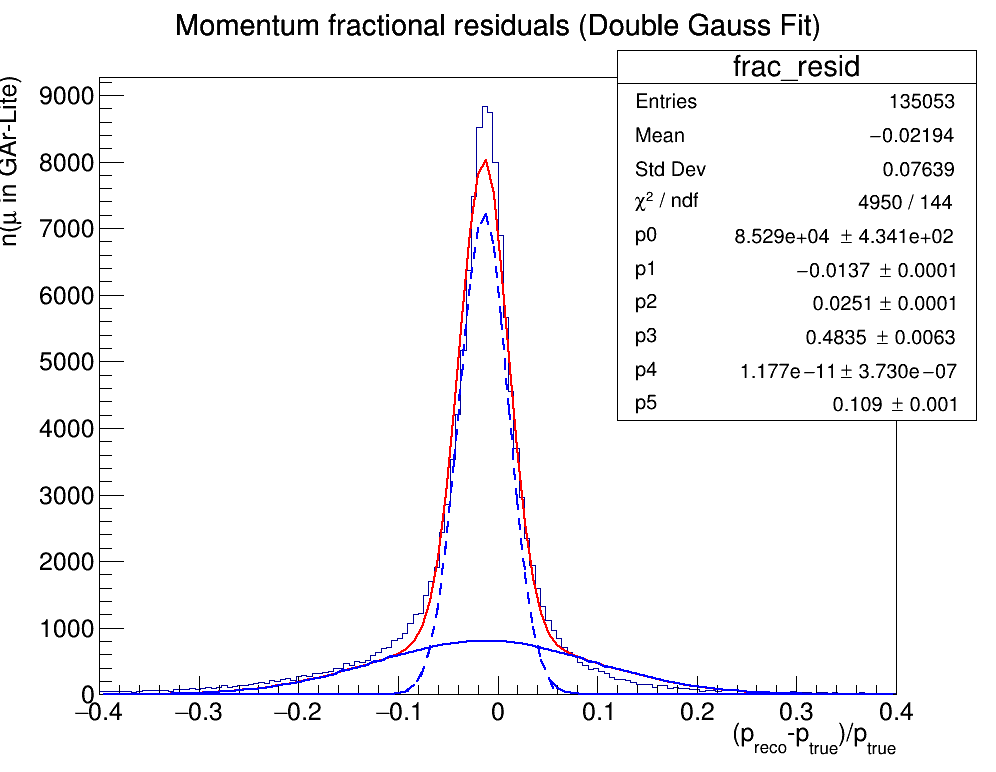 Momentum fractional residuals (Double Gauss Fit)
frac_resid
Entries 135053
Mean −0.02194
Std Dev 0.07639
χ² / ndf 4950 / 144
p0 8.529e+04 ± 4.341e+02
p1 −0.0137 ± 0.0001
p2 0.0251 ± 0.0001
p3 0.4835 ± 0.0063
p4 1.177e−11 ± 3.730e−07
p5 0.109 ± 0.001
n(μ in GAr-Lite)
9000
8000
7000
6000
5000
4000
3000
2000
1000
0
−0.4 −0.3 −0.2 −0.1 0 0.1 0.2 0.3 0.4
(p_reco-p_true)/p_true